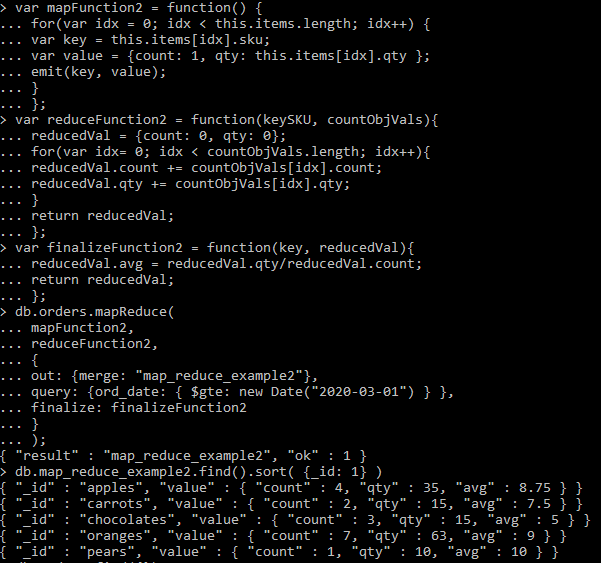 > var mapFunction2 = function() {
... for(var idx = 0; idx < this.items.length; idx++) {
... var key = this.items[idx].sku;
... var value = {count: 1, qty: this.items[idx].qty };
... emit(key, value);
... }
... };
> var reduceFunction2 = function(keySKU, countObjVals){
... reducedVal = {count: 0, qty: 0};
... for(var idx= 0; idx < countObjVals.length; idx++){
... reducedVal.count += countObjVals[idx].count;
... reducedVal.qty += countObjVals[idx].qty;
... }
... return reducedVal;
... };
> var finalizeFunction2 = function(key, reducedVal){
... reducedVal.avg = reducedVal.qty/reducedVal.count;
... return reducedVal;
... };
> db.orders.mapReduce(
... mapFunction2,
... reduceFunction2,
... {
... out: {merge: "map_reduce_example2"},
... query: {ord_date: { $gte: new Date("2020-03-01") } },
... finalize: finalizeFunction2
... }
... );
{ "result" : "map_reduce_example2", "ok" : 1 }
> db.map_reduce_example2.find().sort( {_id: 1} )
{ "_id" : "apples", "value" : { "count" : 4, "qty" : 35, "avg" : 8.75 } }
{ "_id" : "carrots", "value" : { "count" : 2, "qty" : 15, "avg" : 7.5 } }
{ "_id" : "chocolates", "value" : { "count" : 3, "qty" : 15, "avg" : 5 } }
{ "_id" : "oranges", "value" : { "count" : 7, "qty" : 63, "avg" : 9 } }
{ "_id" : "pears", "value" : { "count" : 1, "qty" : 10, "avg" : 10 } }